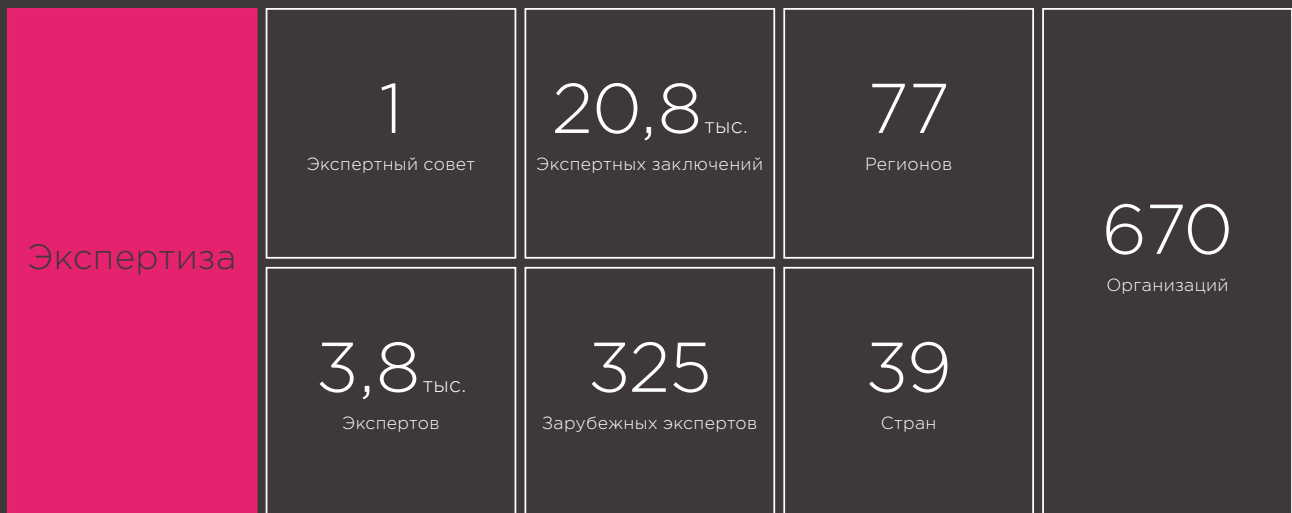 Экспертиза
1
Экспертный совет
20,8 тыс.
Экспертных заключений
77
Регионов
670
Организаций
3,8 тыс.
Экспертов
325
Зарубежных экспертов
39
Стран